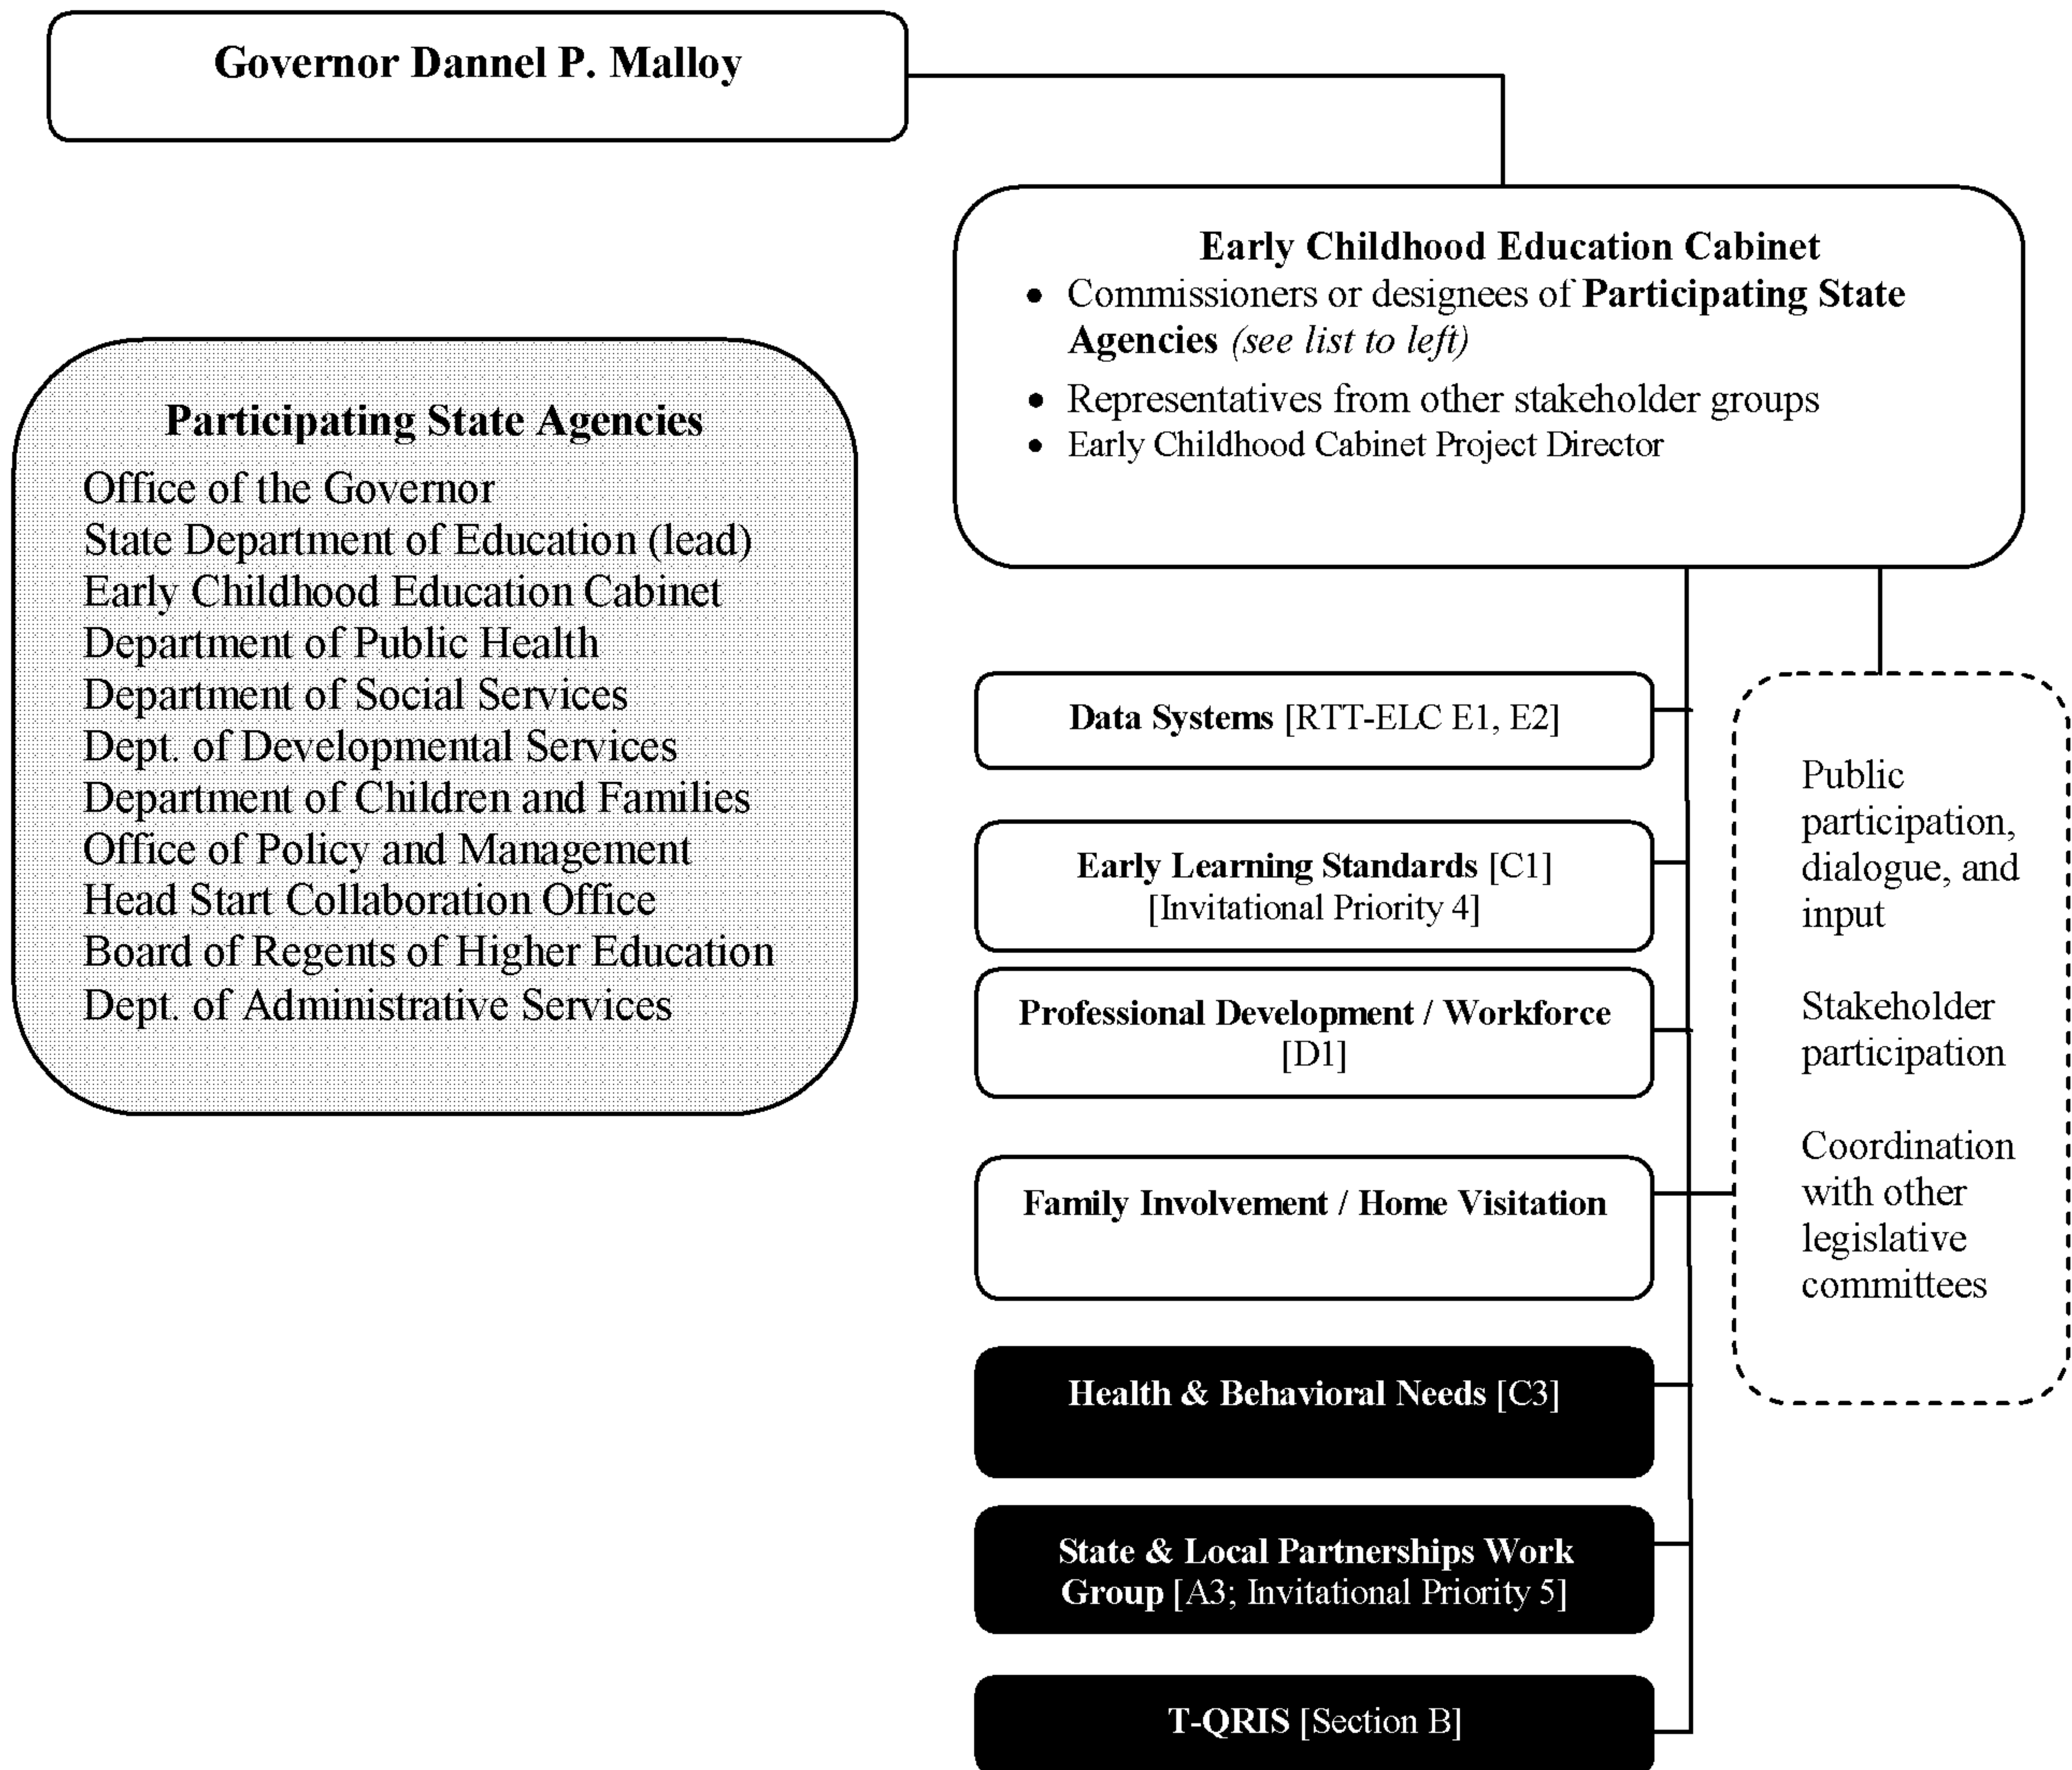 Governor Dannel P. Malloy
Early Childhood Education Cabinet
• Commissioners or designees of Participating State
Agencies (see list to left)
• Representatives from other stakeholder groups
• Early Childhood Cabinet Project Director
Participating State Agencies
Office of the Governor
State Department of Education (lead)
Early Childhood Education Cabinet
Department of Public Health
Department of Social Services
Dept. of Developmental Services
Department of Children and Families
Office of Policy and Management
Head Start Collaboration Office
Board of Regents of Higher Education
Dept. of Administrative Services
Data Systems [RTT-ELC E1, E2]
Early Learning Standards [C1]
[Invitational Priority 4]
Professional Development / Workforce
[D1]
Family Involvement / Home Visitation
Health & Behavioral Needs [C3]
State & Local Partnerships Work
Group [A3; Invitational Priority 5]
T-QRIS [Section B]
Public
participation,
dialogue, and
input
Stakeholder
participation
Coordination
with other
legislative
committees